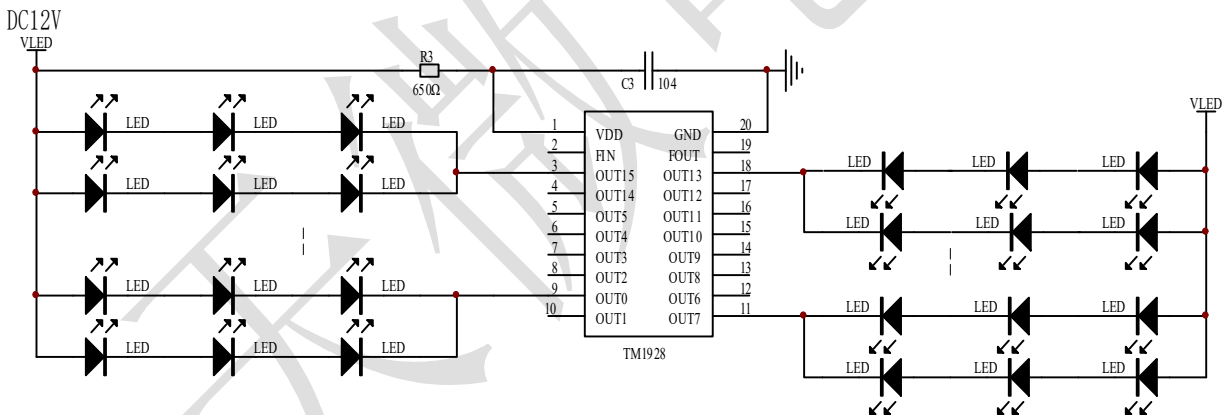 DC12V
VLED
R3
650Ω
C3
104
VLED
LED LED LED
LED LED LED
LED LED LED
LED LED LED
1 VDD GND 20
2 FIN FOUT 19
3 OUT15 OUT13 18
4 OUT14 OUT12 17
5 OUT5 OUT11 16
6 OUT4 OUT10 15
7 OUT3 OUT9 14
8 OUT2 OUT8 13
9 OUT0 OUT6 12
10 OUT1 OUT7 11
TM1928
LED LED LED
LED LED LED
LED LED LED
LED LED LED